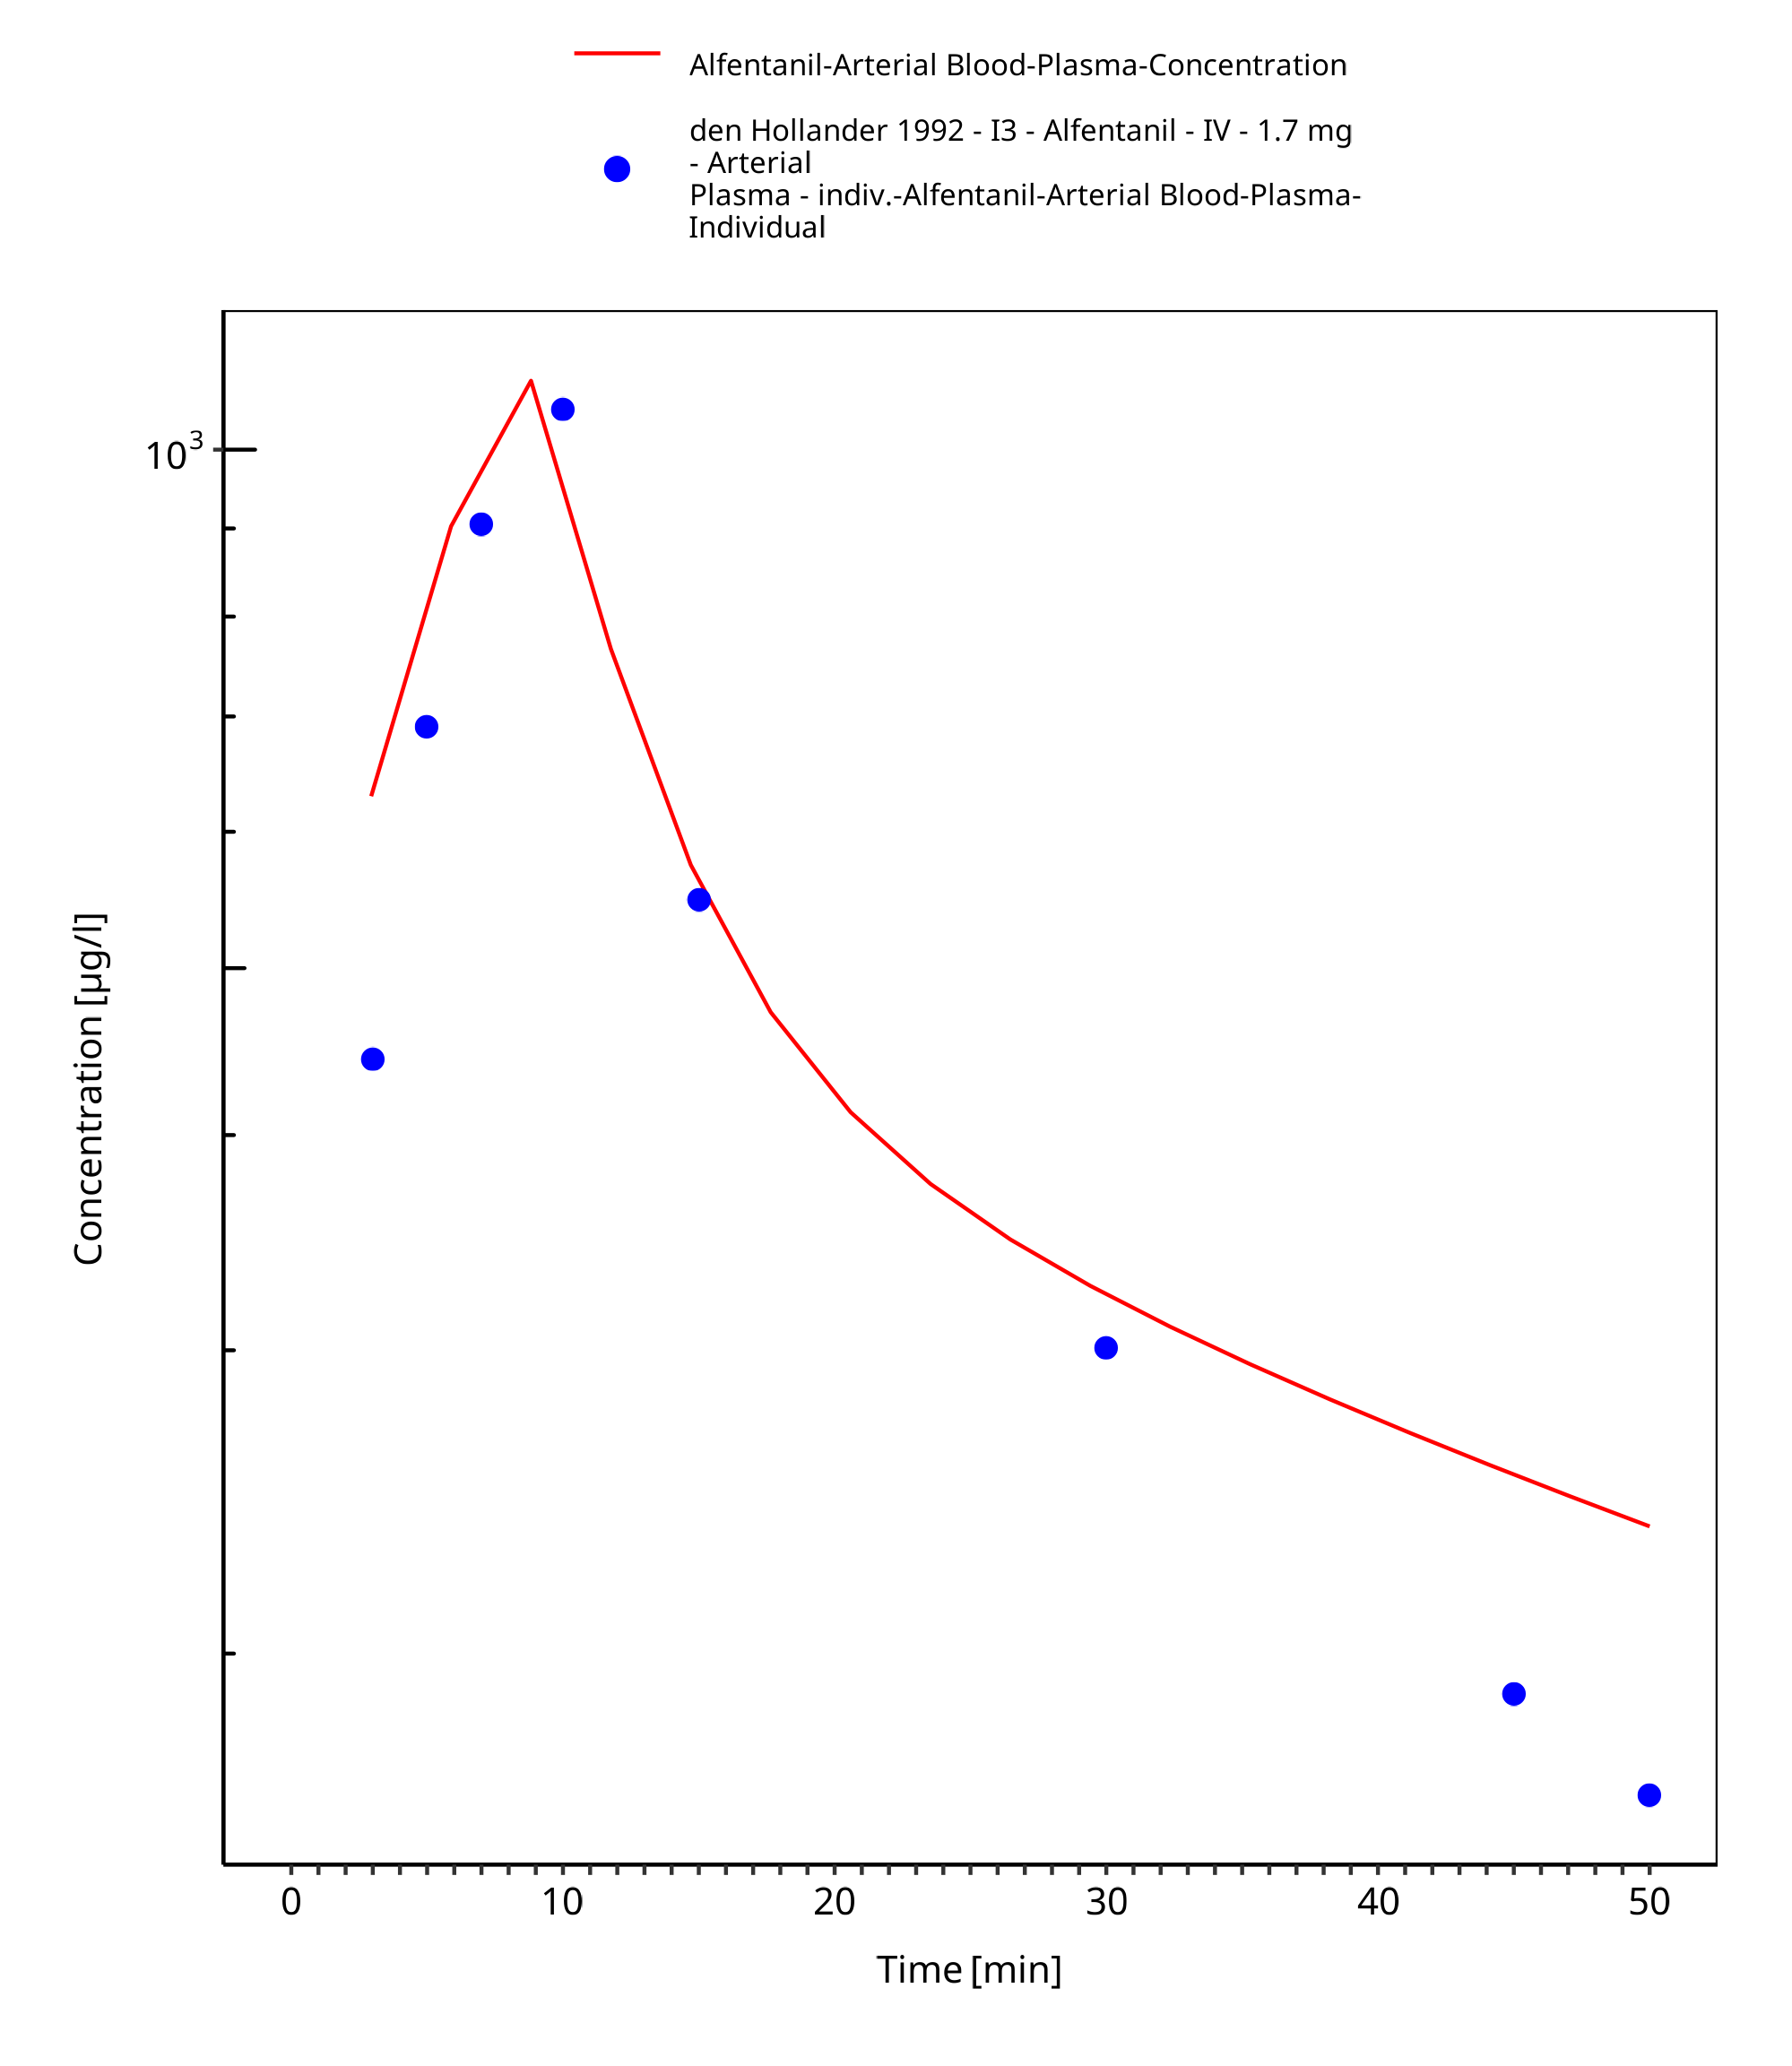 Alfentanil-Arterial Blood-Plasma-Concentration
den Hollander 1992 - I3 - Alfentanil - IV - 1.7 mg
- Arterial
Plasma - indiv.-Alfentanil-Arterial Blood-Plasma-
Individual
10³
Concentration [µg/l]
0 10 20 30 40 50
Time [min]